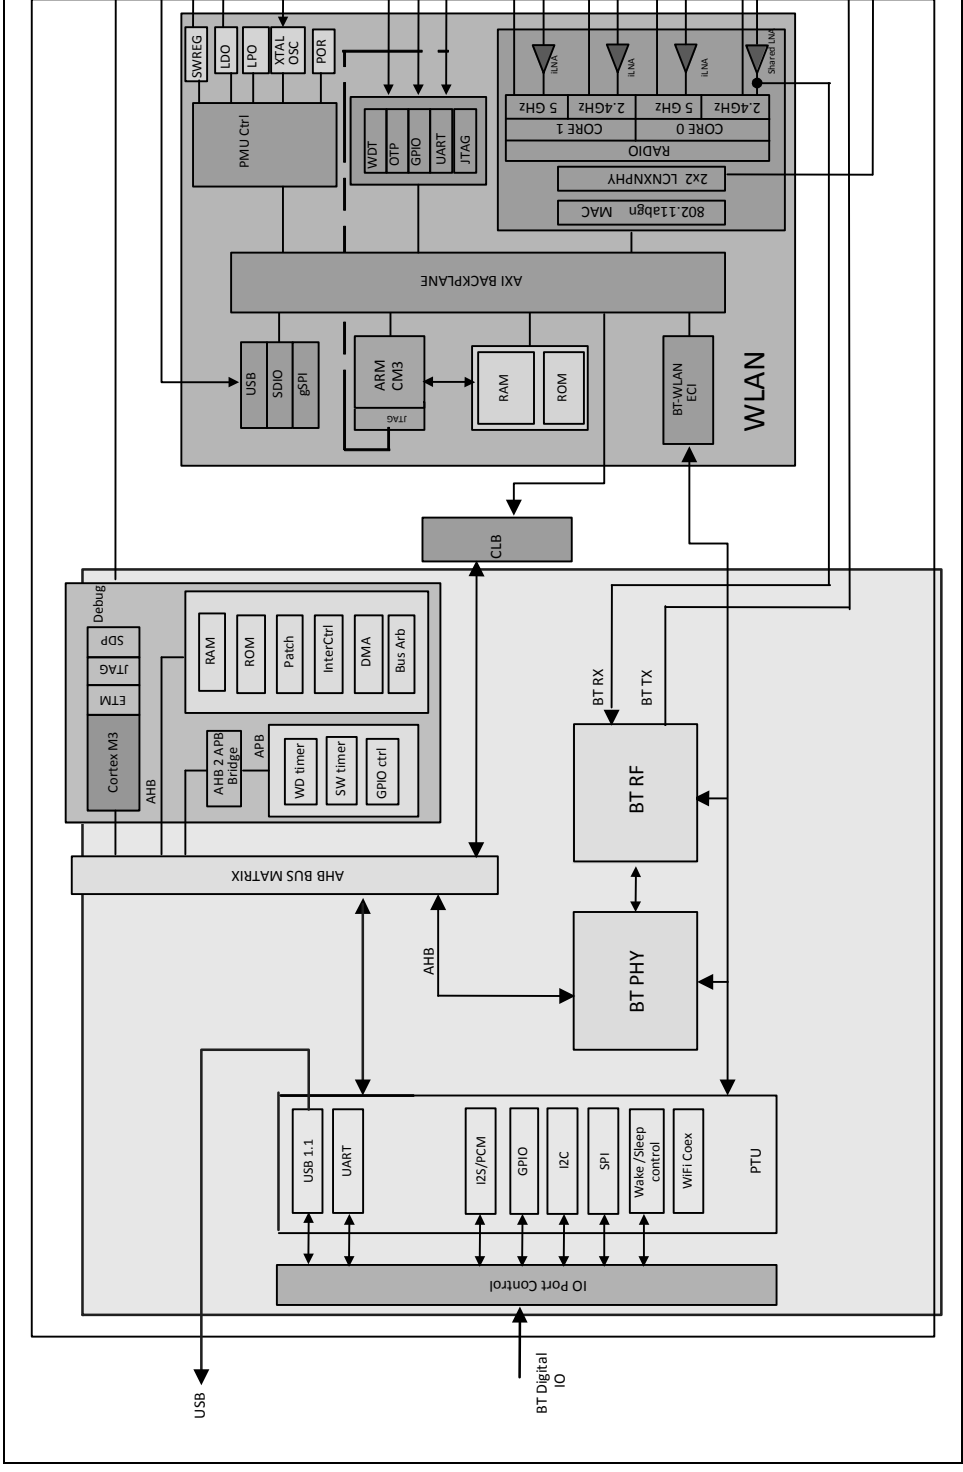 SWREG
LDO
LPO
XTAL
OSC
POR
PMU Ctrl
WDT
OTP
GPIO
UART
JTAG
iLNA
iLNA
iLNA
Shared LNA
5 GHz
2.4GHz
5 GHz
2.4GHz
CORE 1
CORE 0
RADIO
2x2 LCNXNPHY
802.11abgn MAC
AXI BACKPLANE
USB
SDIO
gSPI
ARM
CM3
JTAG
RAM
ROM
BT-WLAN
ECI
WLAN
CLB
Debug
SDP
JTAG
ETM
Cortex M3
RAM
ROM
Patch
InterCtrl
DMA
Bus Arb
AHB
AHB 2 APB
Bridge
APB
WD timer
SW timer
GPIO ctrl
BT RX
BT TX
BT RF
AHB BUS MATRIX
AHB
BT PHY
USB 1.1
UART
I2S/PCM
GPIO
I2C
SPI
Wake /Sleep
control
WiFi Coex
PTU
IO Port Control
USB
BT Digital
IO